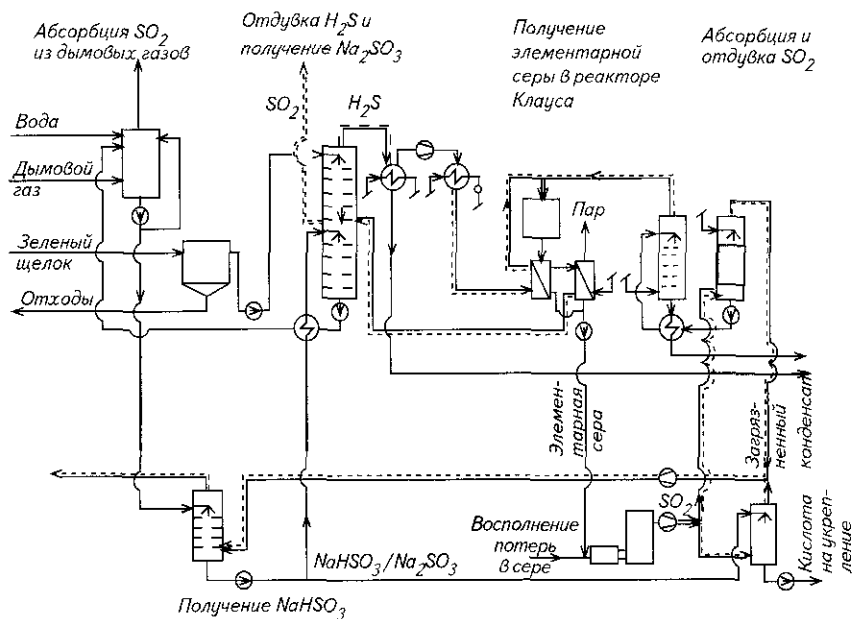 Абсорбция SO2
из дымовых газов
Отдувка H2S и
получение Na2SO3
Получение
элементарной
серы в реакторе
Клауса
Абсорбция и
отдувка SO2
SO2
H2S
Вода
Дымовой
газ
Зеленый
щелок
Отходы
Пар
Элемен-
тарная
сера
Загряз-
ненный
конденсат
SO2
Восполнение
потерь
в сере
Кислота
на укреп-
ление
NaHSO3/Na2SO3
Получение NaHSO3